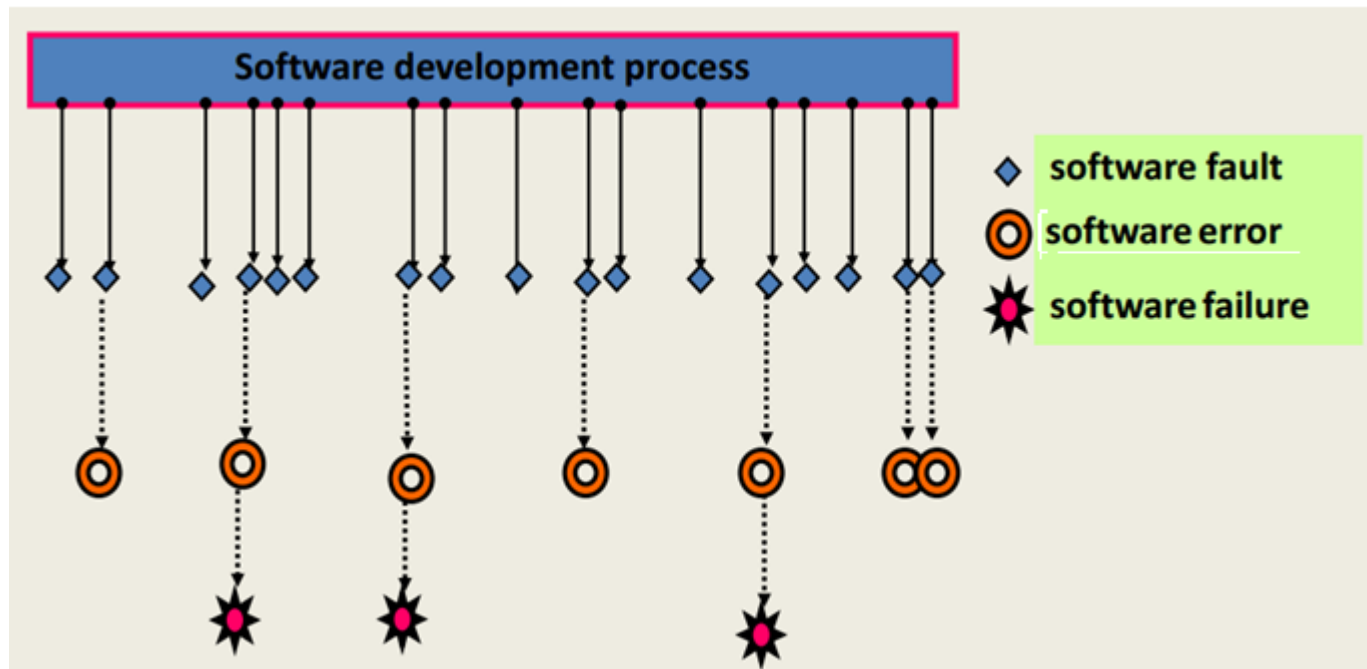 Software development process
software fault
software error
software failure